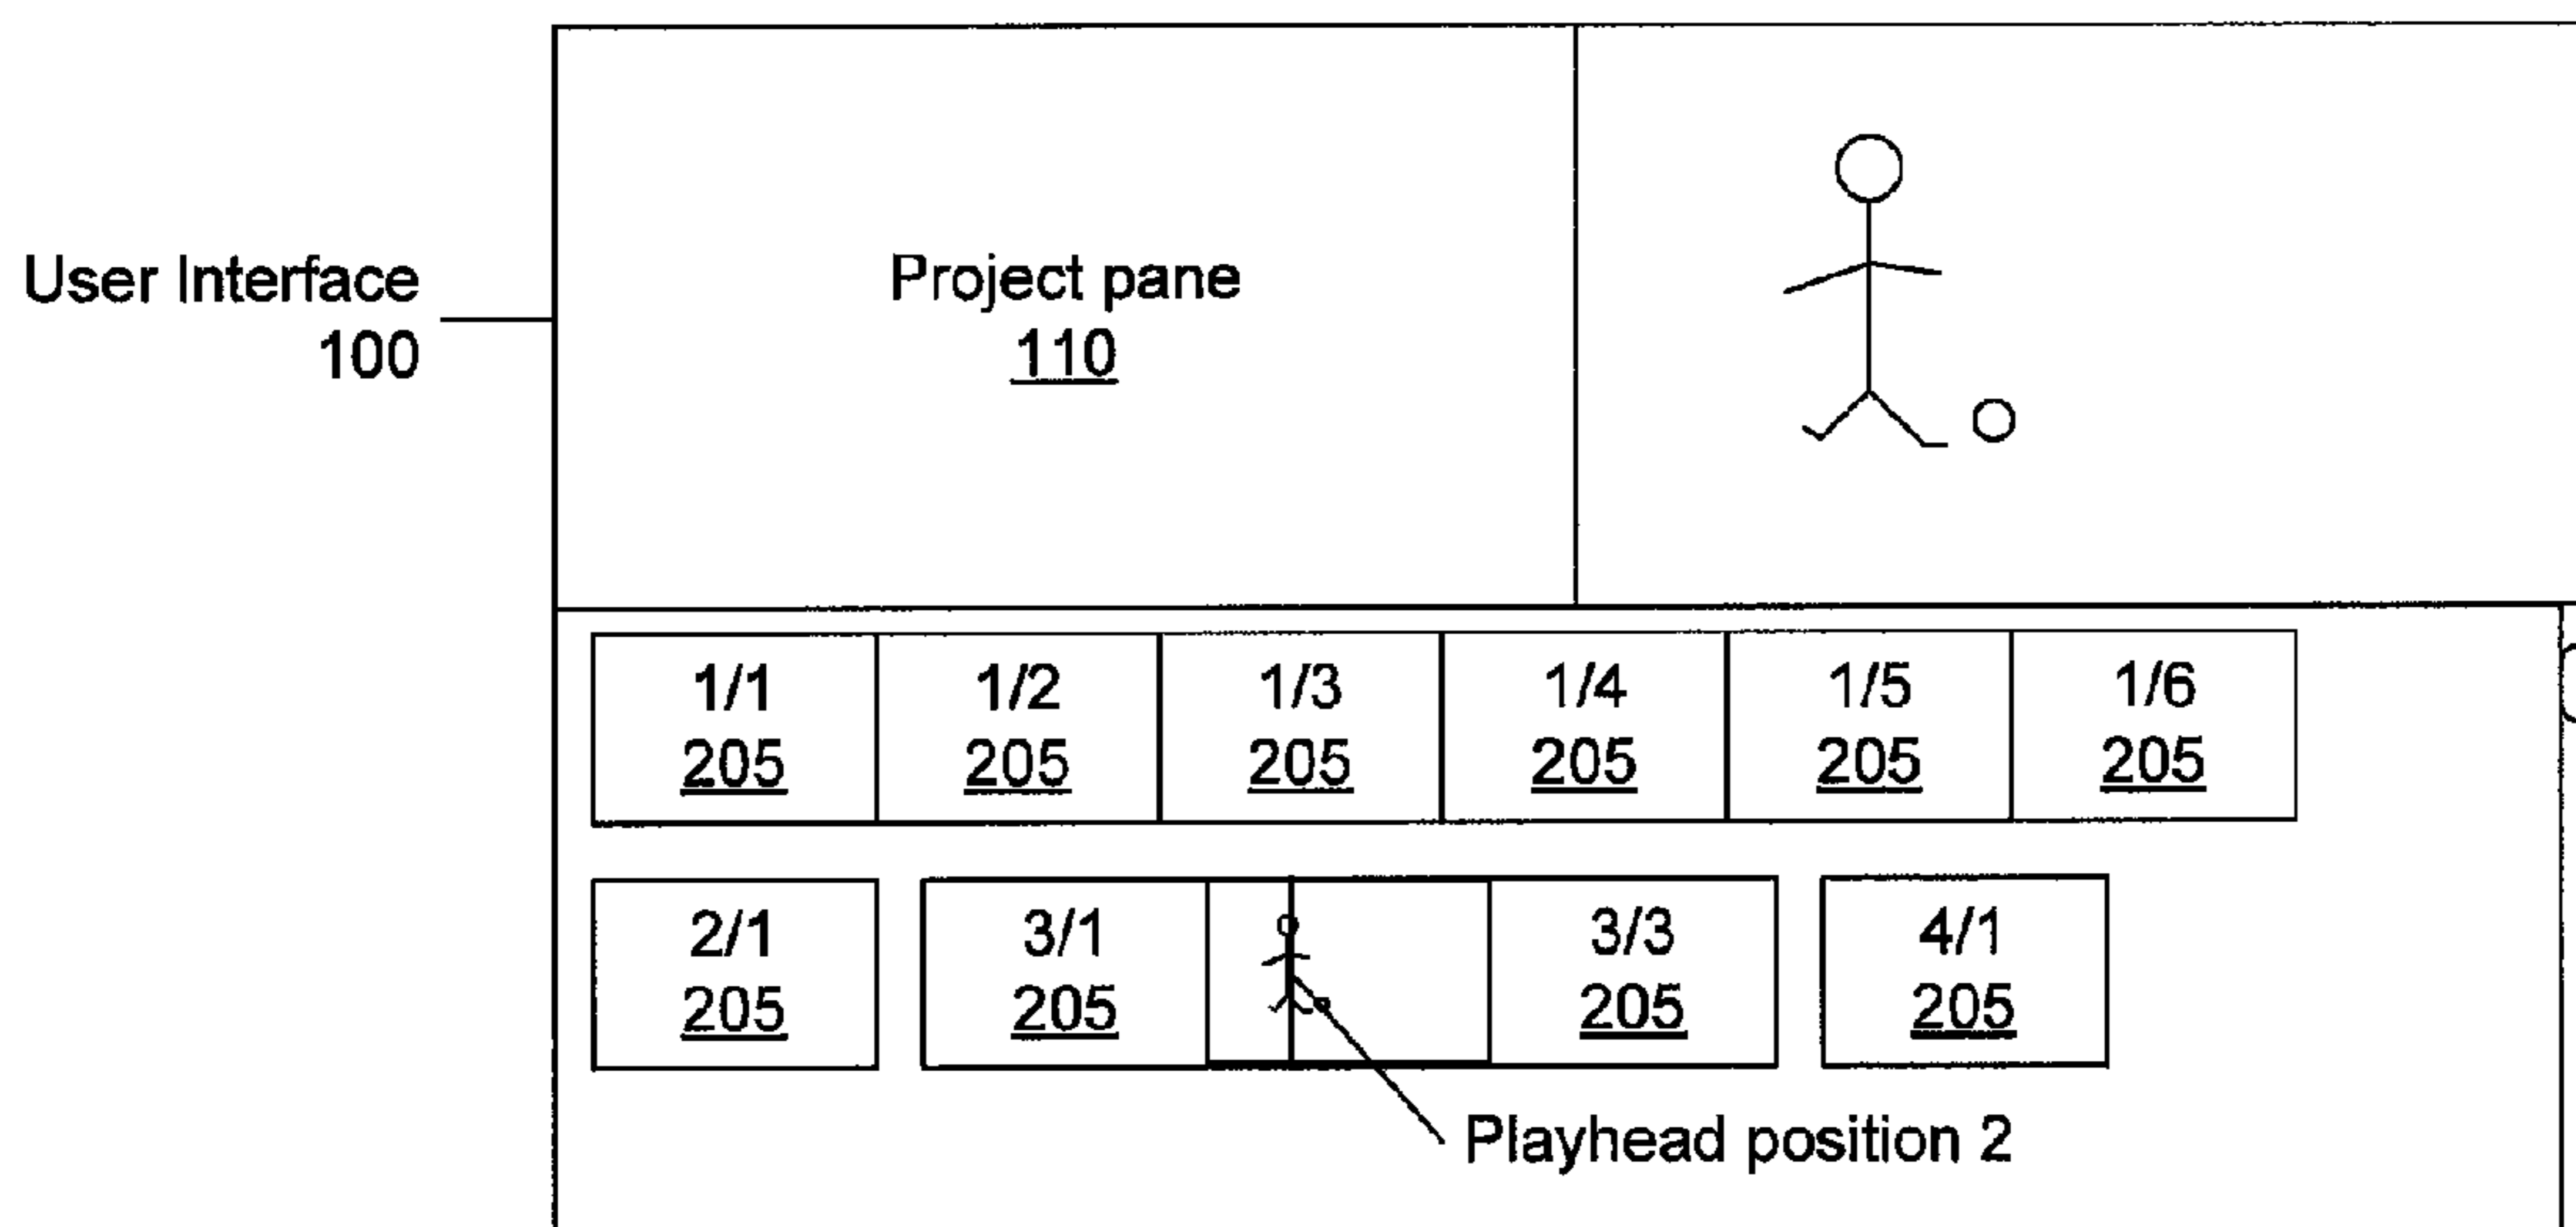 User Interface
100
Project pane
110
1/1 1/2 1/3 1/4 1/5 1/6
205 205 205 205 205 205
2/1 3/1 3/3 4/1
205 205 205 205
Playhead position 2